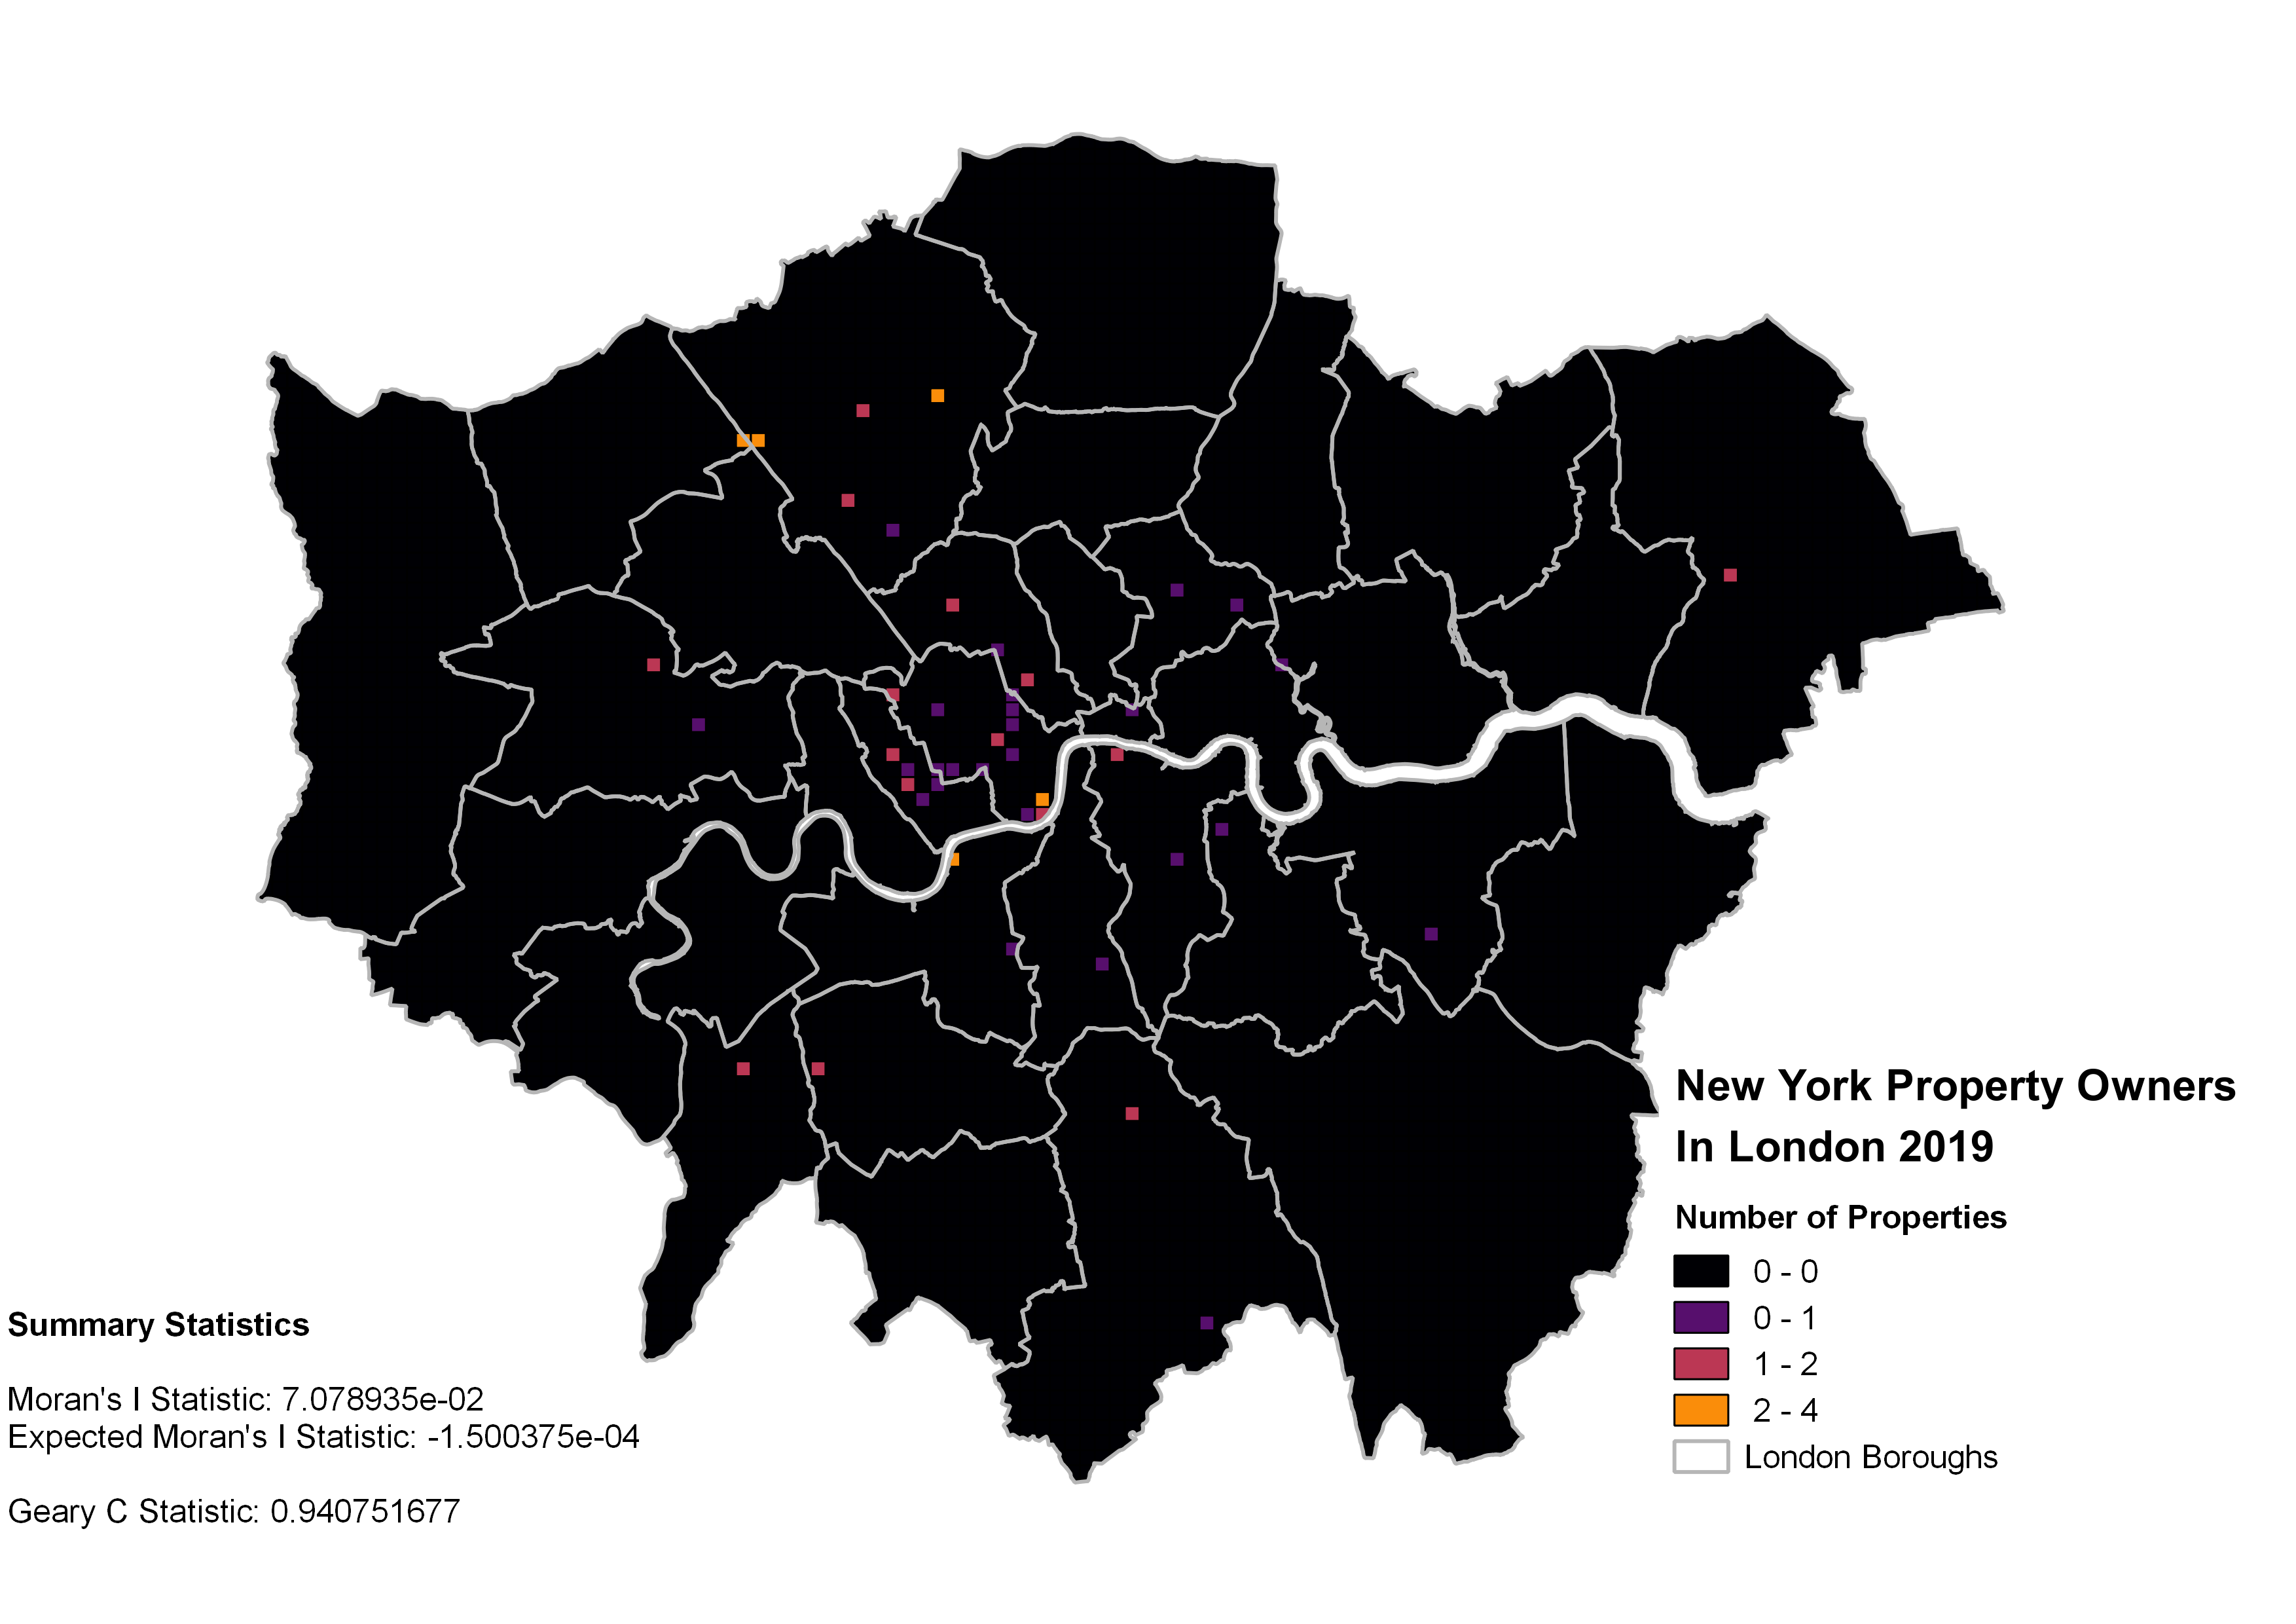 New York Property Owners
In London 2019
Number of Properties
0 - 0
0 - 1
1 - 2
2 - 4
London Boroughs
Summary Statistics
Moran's I Statistic: 7.078935e-02
Expected Moran's I Statistic: -1.500375e-04
Geary C Statistic: 0.940751677